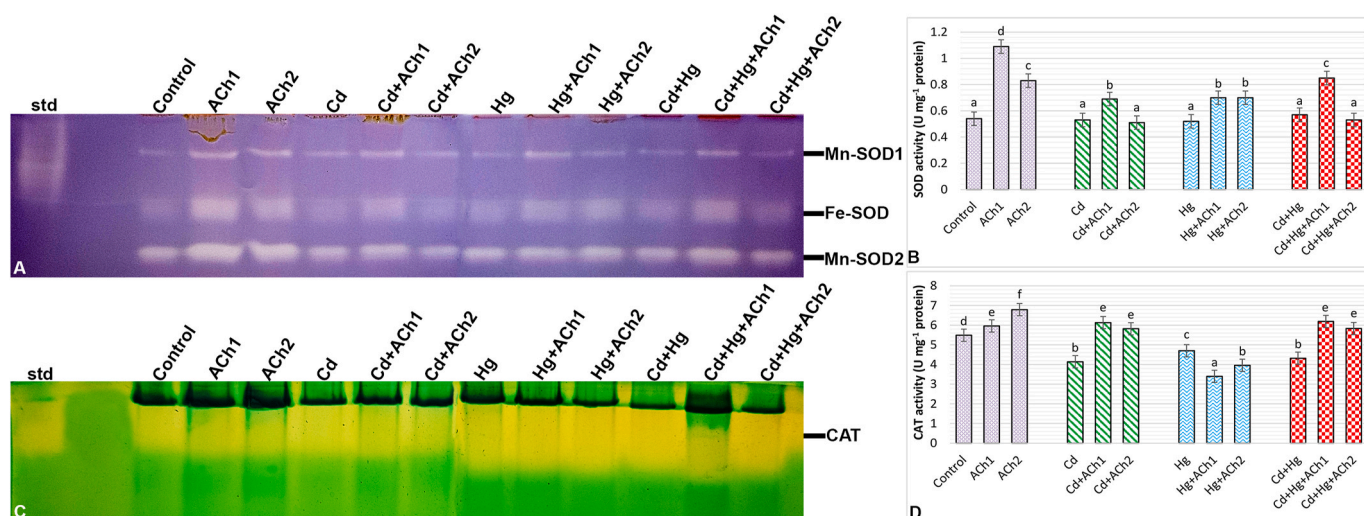 std
Control
ACh1
ACh2
Cd
Cd+ACh1
Cd+ACh2
Hg
Hg+ACh1
Hg+ACh2
Cd+Hg
Cd+Hg+ACh1
Cd+Hg+ACh2
Mn-SOD1
Fe-SOD
Mn-SOD2
A
SOD activity (U mg⁻¹ protein)
1.2
1
0.8
0.6
0.4
0.2
0
a d c
a b a
a b b
a c a
Control
ACh1
ACh2
Cd
Cd+ACh1
Cd+ACh2
Hg
Hg+ACh1
Hg+ACh2
Cd+Hg
Cd+Hg+ACh1
Cd+Hg+ACh2
B
std
Control
ACh1
ACh2
Cd
Cd+ACh1
Cd+ACh2
Hg
Hg+ACh1
Hg+ACh2
Cd+Hg
Cd+Hg+ACh1
Cd+Hg+ACh2
CAT
C
CAT activity (U mg⁻¹ protein)
8
7
6
5
4
3
2
1
0
d e f
b e e
c a b
b e e
Control
ACh1
ACh2
Cd
Cd+ACh1
Cd+ACh2
Hg
Hg+ACh1
Hg+ACh2
Cd+Hg
Cd+Hg+ACh1
Cd+Hg+ACh2
D